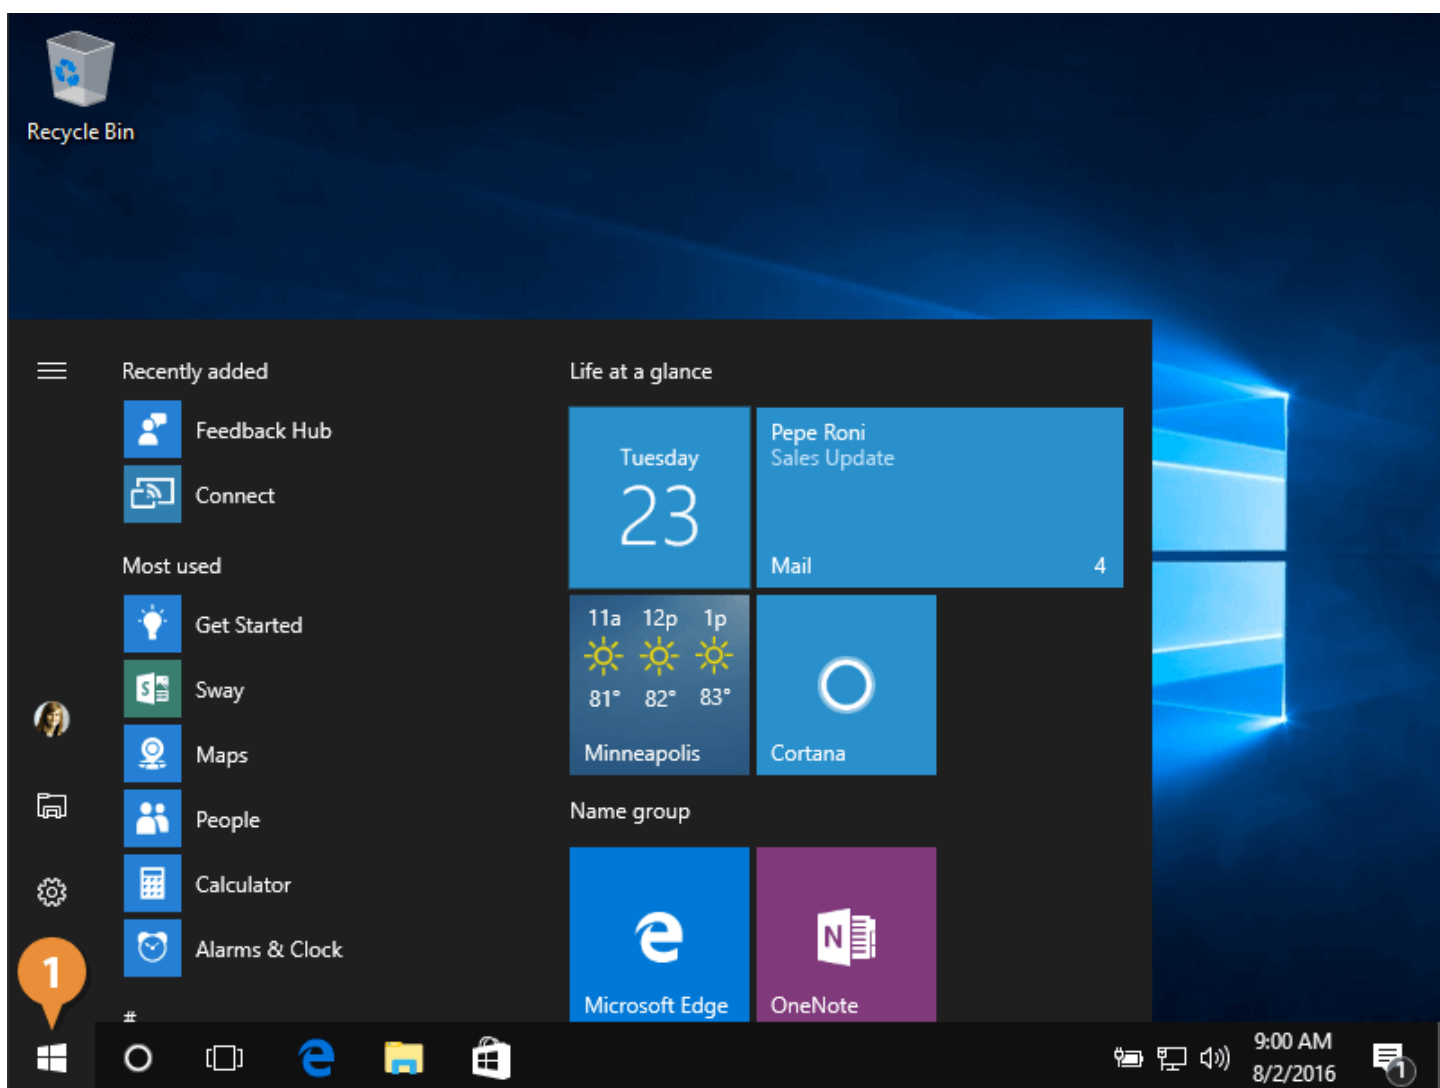 Recycle Bin
Recently added
Feedback Hub
Connect
Most used
Get Started
Sway
Maps
People
Calculator
Alarms & Clock
#
Life at a glance
Tuesday
23
Pepe Roni
Sales Update
Mail 4
11a 12p 1p
81° 82° 83°
Minneapolis
Cortana
Name group
Microsoft Edge
OneNote
1
9:00 AM
8/2/2016
1